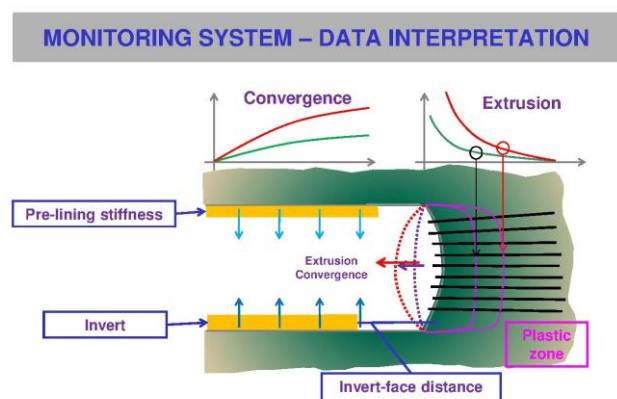 MONITORING SYSTEM – DATA INTERPRETATION
Convergence
Extrusion
Pre-lining stiffness
Extrusion
Convergence
Invert
Plastic
zone
Invert-face distance